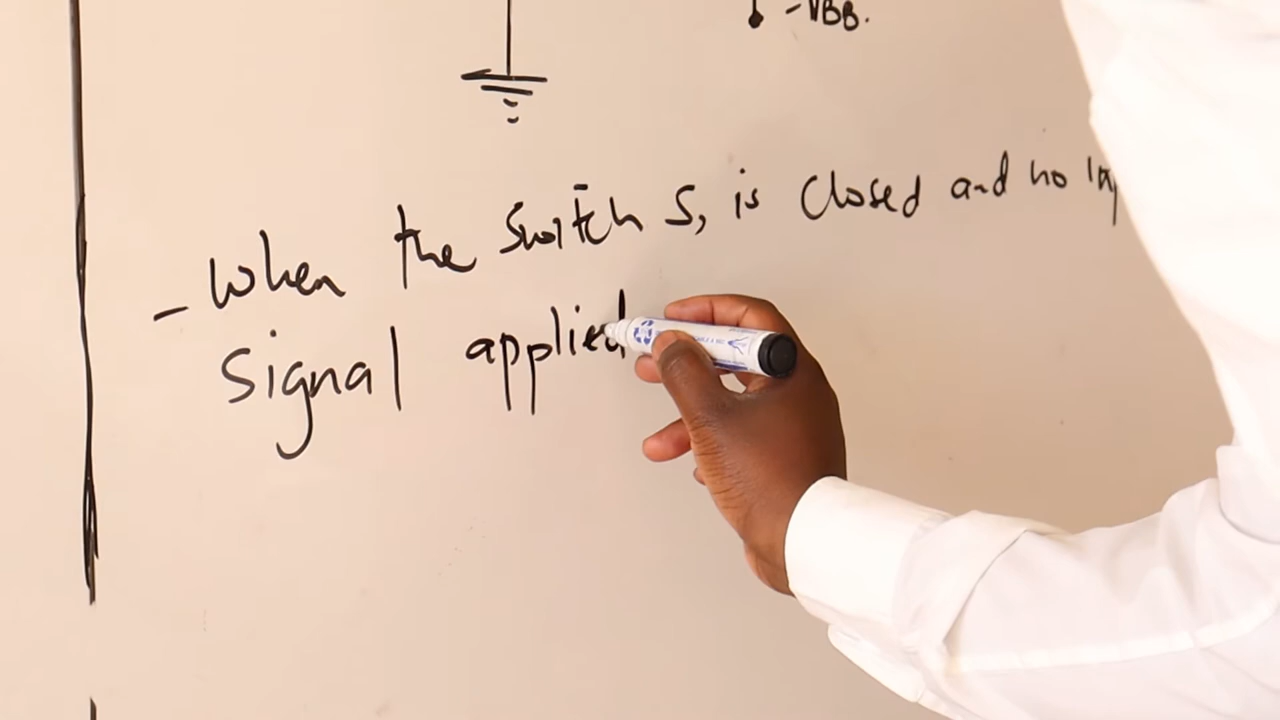 -VBB.
- When the Switch S, is Closed and no
Signal applied